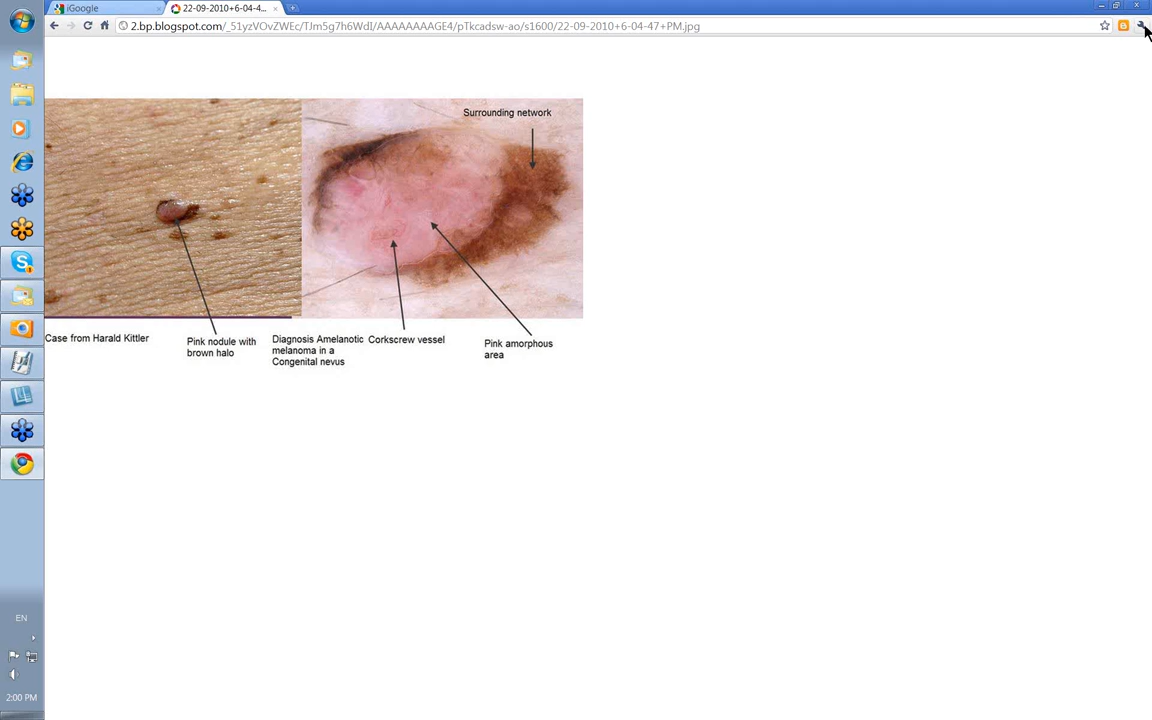 iGoogle
22-09-2010+6-04-4...
2.bp.blogspot.com/_51yzVOvZWEc/TJm5g7h6WdI/AAAAAAAAGE4/pTkcadsw-ao/s1600/22-09-2010+6-04-47+PM.jpg
Surrounding network
Case from Harald Kittler
Pink nodule with
brown halo
Diagnosis Amelanotic
melanoma in a
Congenital nevus
Corkscrew vessel
Pink amorphous
area
EN
2:00 PM